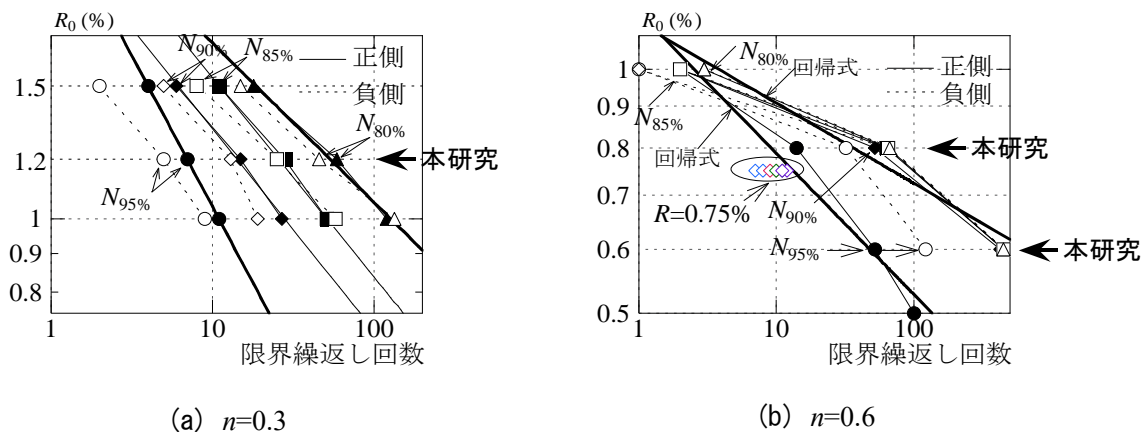 R0 (%)
N90%
N85%
正側
負側
1.5
N80%
1.2
本研究
N95%
1
0.9
0.8
1
10
100
限界繰返し回数
(a) n=0.3
R0 (%)
N80%
回帰式
正側
負側
1
0.9
N85%
0.8
本研究
回帰式
0.7
R=0.75%
N90%
N95%
0.6
本研究
0.5
1
10
100
限界繰返し回数
(b) n=0.6